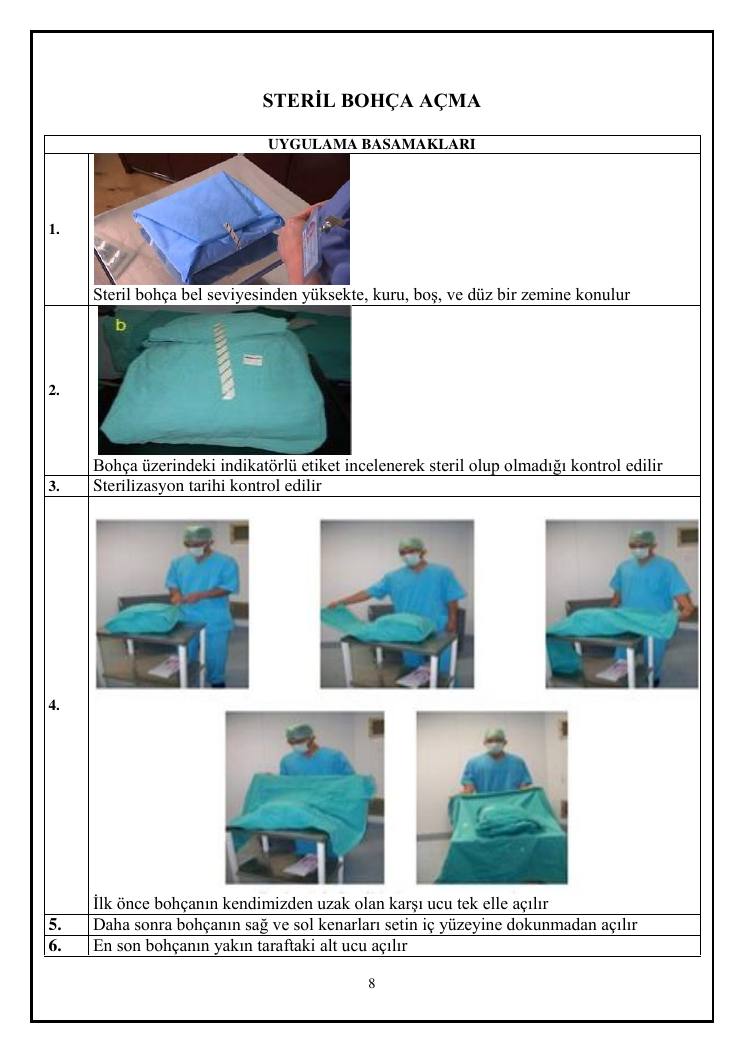 STERİL BOHÇA AÇMA
UYGULAMA BASAMAKLARI
1.
Steril bohça bel seviyesinden yüksekte, kuru, boş, ve düz bir zemine konulur
b
2.
Bohça üzerindeki indikatörlü etiket incelenerek steril olup olmadığı kontrol edilir
3. Sterilizasyon tarihi kontrol edilir
4.
İlk önce bohçanın kendimizden uzak olan karşı ucu tek elle açılır
5. Daha sonra bohçanın sağ ve sol kenarları setin iç yüzeyine dokunmadan açılır
6. En son bohçanın yakın taraftaki alt ucu açılır
8